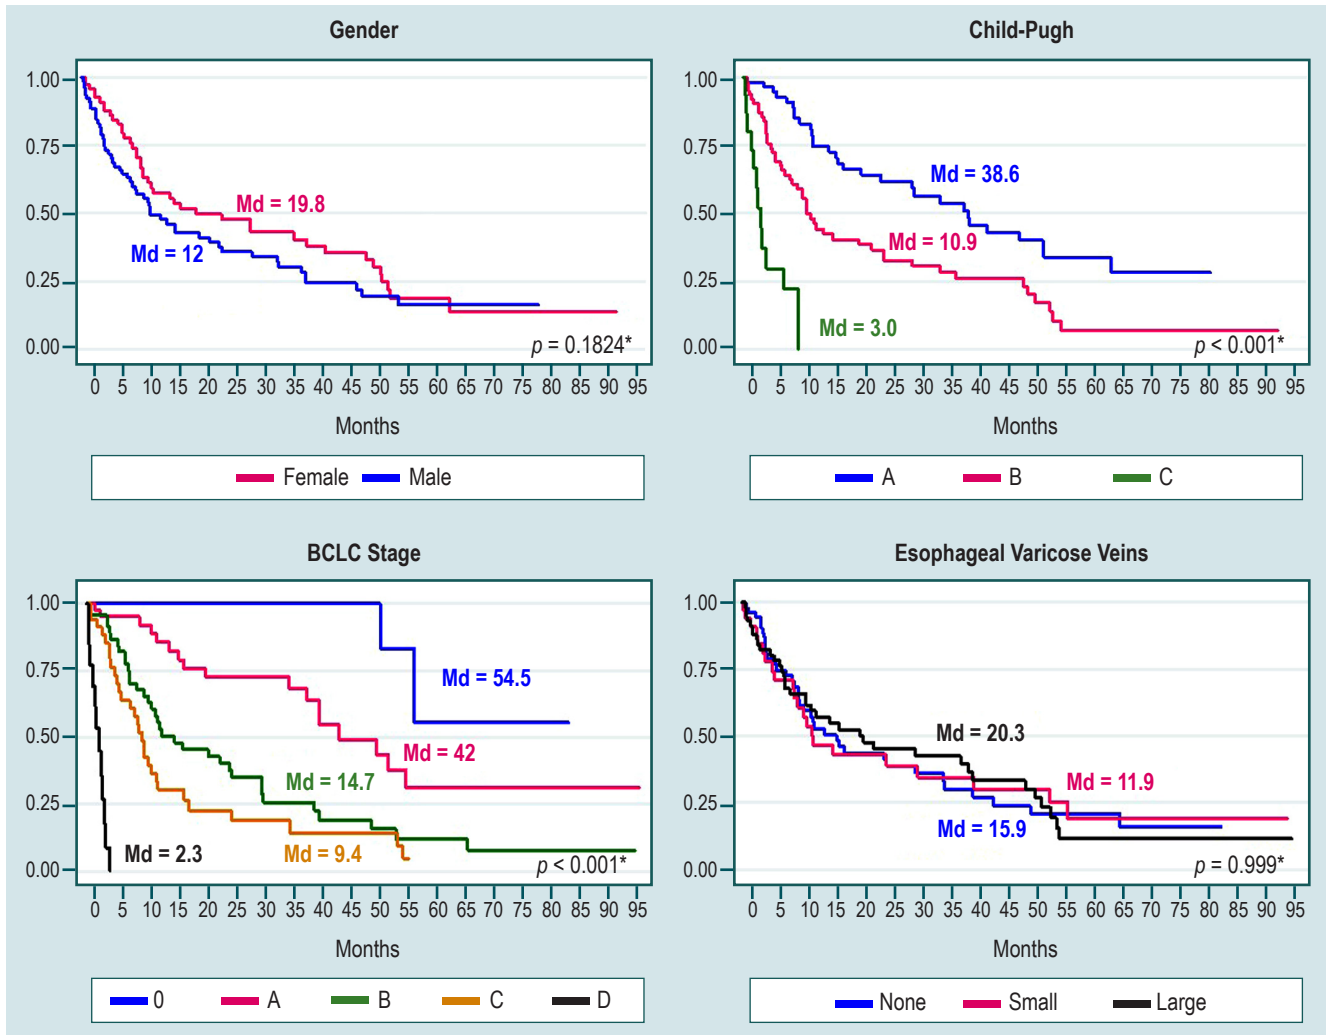 Gender
1.00
0.75
0.50
0.25
0.00
Md = 19.8
Md = 12
p = 0.1824*
0 5 10 15 20 25 30 35 40 45 50 55 60 65 70 75 80 85 90 95
Months
Female Male
Child-Pugh
1.00
0.75
0.50
0.25
0.00
Md = 38.6
Md = 10.9
Md = 3.0
p < 0.001*
0 5 10 15 20 25 30 35 40 45 50 55 60 65 70 75 80 85 90 95
Months
A B C
BCLC Stage
1.00
0.75
0.50
0.25
0.00
Md = 54.5
Md = 42
Md = 14.7
Md = 2.3
Md = 9.4
p < 0.001*
0 5 10 15 20 25 30 35 40 45 50 55 60 65 70 75 80 85 90 95
Months
0 A B C D
Esophageal Varicose Veins
1.00
0.75
0.50
0.25
0.00
Md = 20.3
Md = 11.9
Md = 15.9
p = 0.999*
0 5 10 15 20 25 30 35 40 45 50 55 60 65 70 75 80 85 90 95
Months
None Small Large